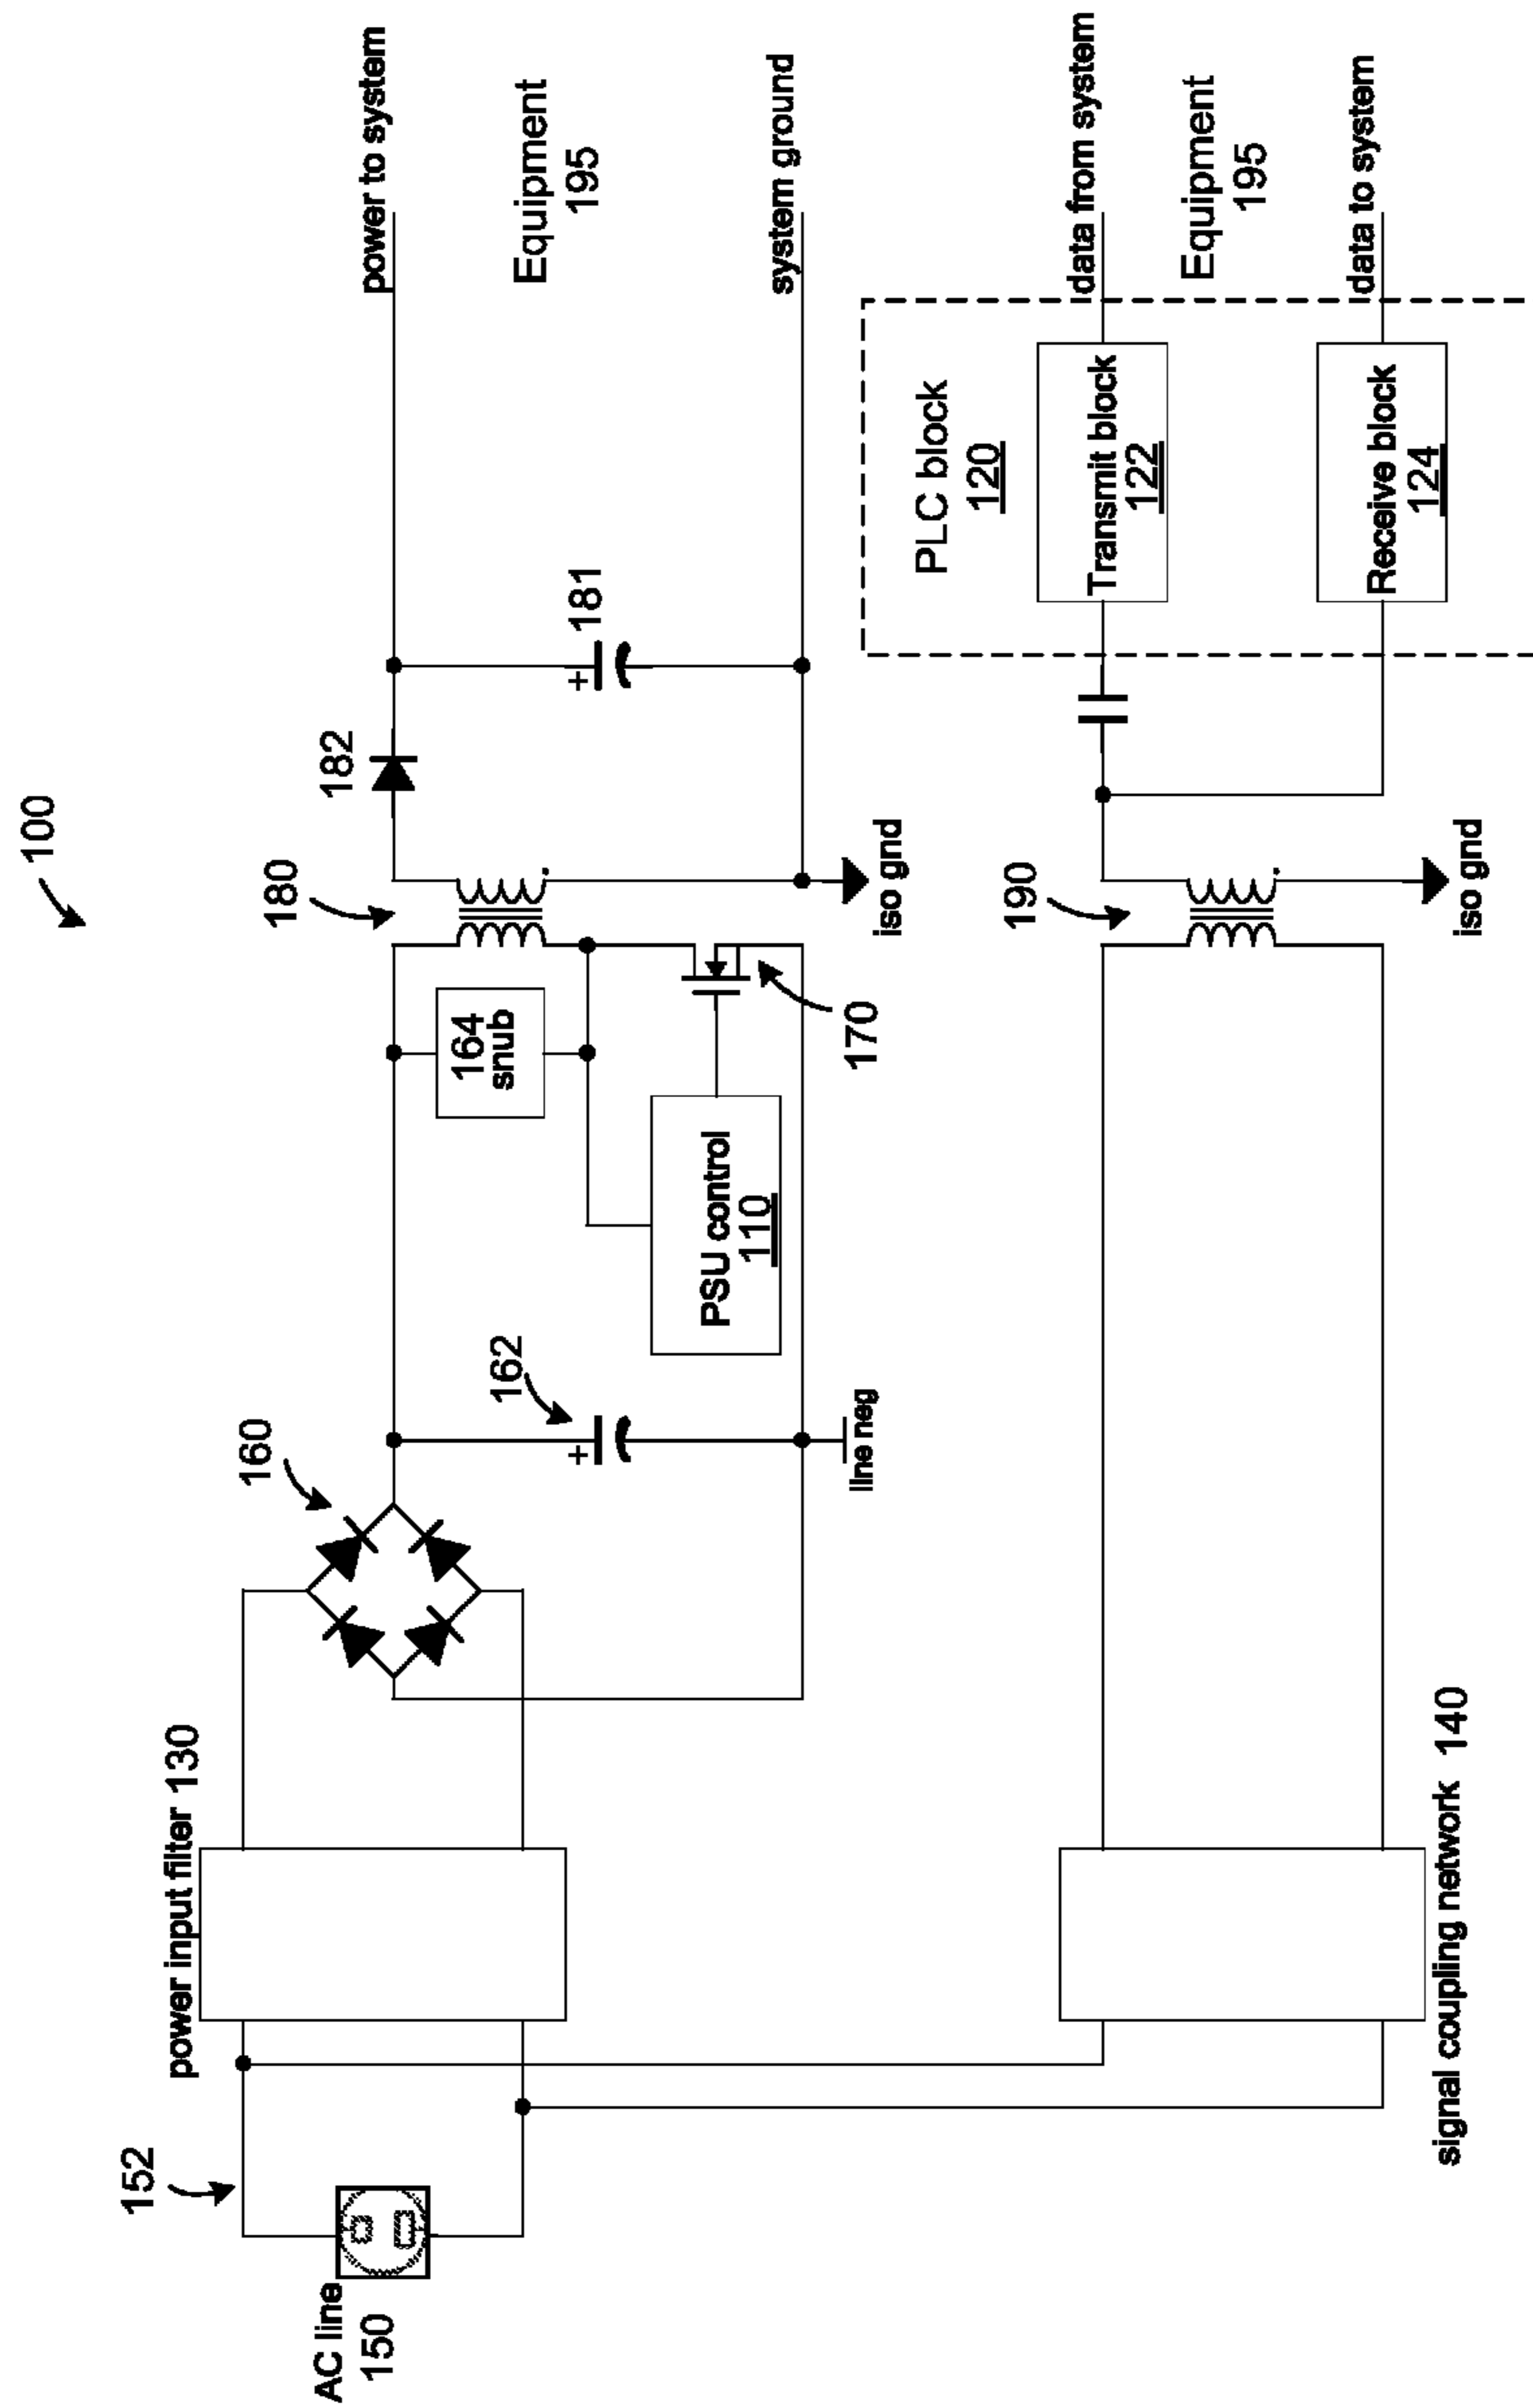 100
152
AC line
150
power input filter 130
160
162
line neg
164
snub
PSU control
110
170
180
iso gnd
182
181
+
+
power to system
Equipment
195
system ground
signal coupling network 140
190
iso gnd
PLC block
120
Transmit block
122
Receive block
124
data from system
Equipment
195
data to system